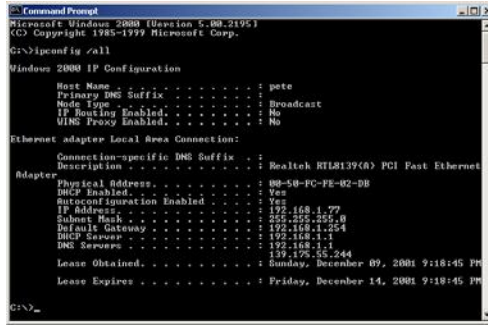 Command Prompt
Microsoft Windows 2000 [Version 5.00.2195]
(C) Copyright 1985-1999 Microsoft Corp.
C:\>ipconfig /all
Windows 2000 IP Configuration
Host Name . . . . . . . . . . . . : pete
Primary DNS Suffix . . . . . . . :
Node Type . . . . . . . . . . . . : Broadcast
IP Routing Enabled. . . . . . . . : No
WINS Proxy Enabled. . . . . . . . : No
Ethernet adapter Local Area Connection:
Connection-specific DNS Suffix . :
Description . . . . . . . . . . . : Realtek RTL8139(A) PCI Fast Ethernet
Adapter
Physical Address. . . . . . . . . : 00-50-FC-FE-02-DB
DHCP Enabled. . . . . . . . . . . : Yes
Autoconfiguration Enabled . . . . : Yes
IP Address. . . . . . . . . . . . : 192.168.1.77
Subnet Mask . . . . . . . . . . . : 255.255.255.0
Default Gateway . . . . . . . . . : 192.168.1.254
DHCP Server . . . . . . . . . . . : 192.168.1.1
DNS Servers . . . . . . . . . . . : 192.168.1.1
139.175.55.244
Lease Obtained. . . . . . . . . . : Sunday, December 09, 2001 9:18:45 PM
Lease Expires . . . . . . . . . . : Friday, December 14, 2001 9:18:45 PM
C:\>_